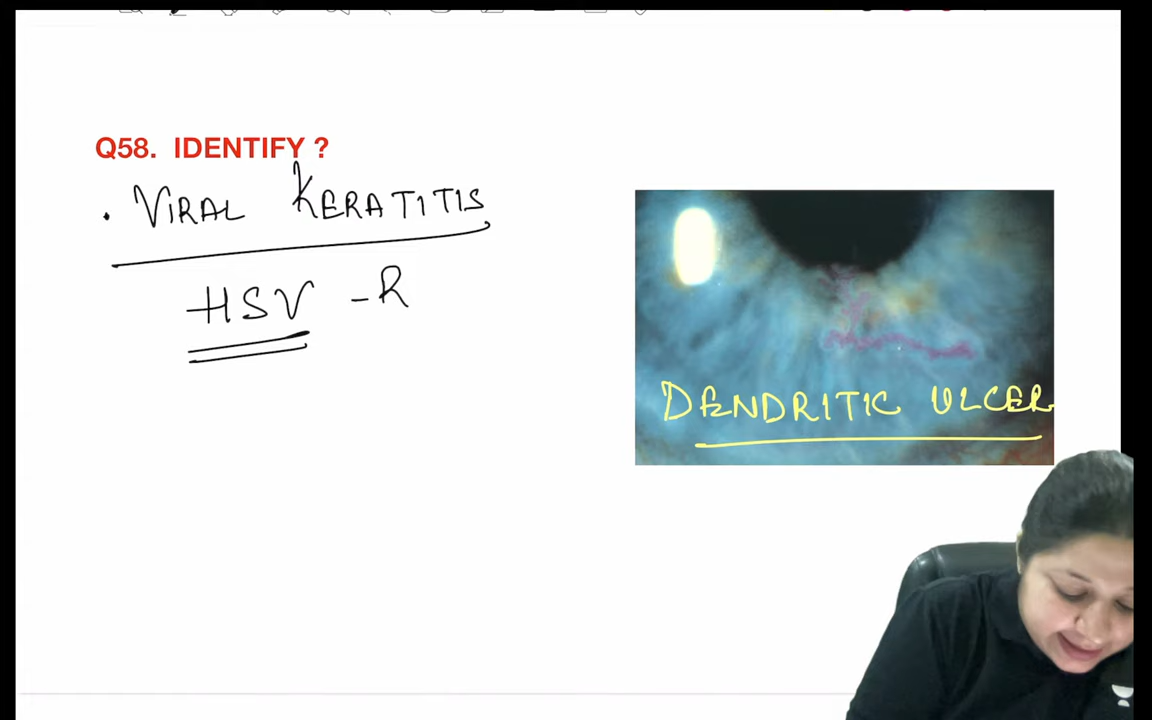 Q58. IDENTIFY ?
. VIRAL KERATITIS
HSV - R
DENDRITIC ULCER